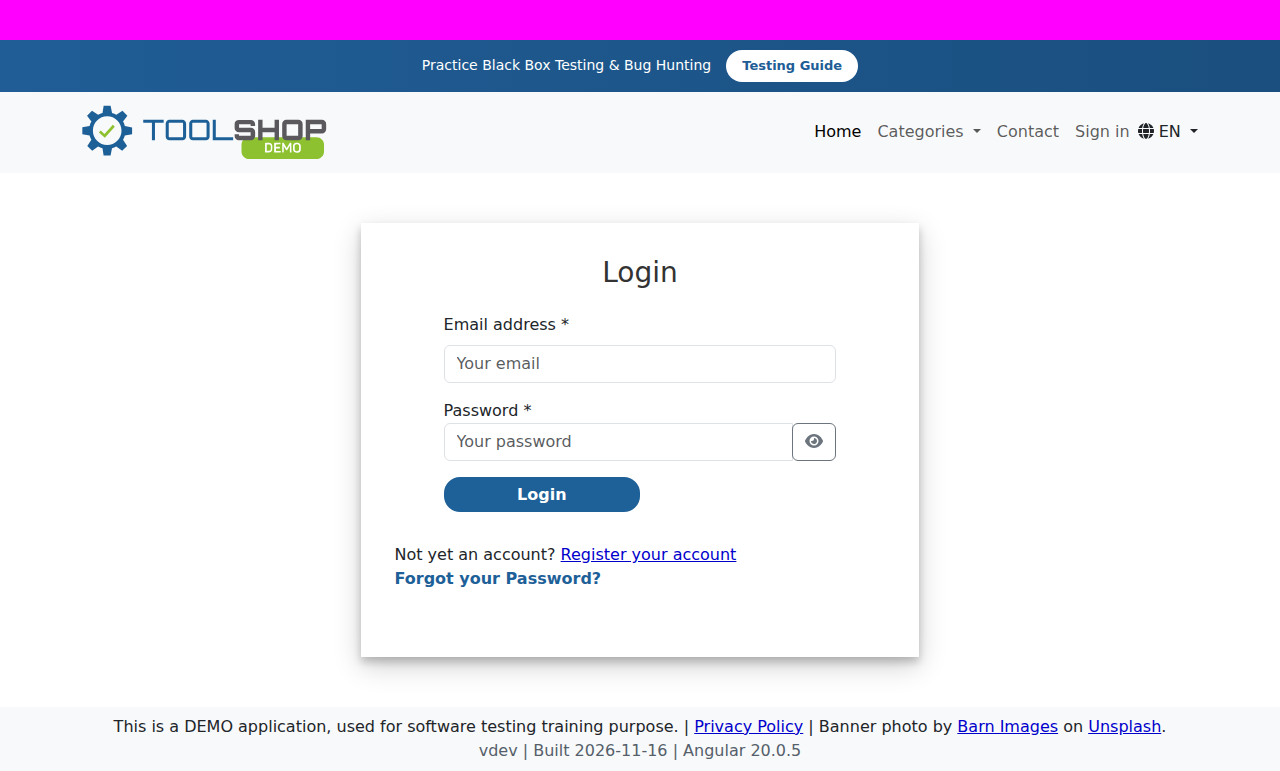 Practice Black Box Testing & Bug Hunting Testing Guide
TOOLSHOP
DEMO
Home Categories Contact Sign in EN
Login
Email address *
Your email
Password *
Your password
Login
Not yet an account? Register your account
Forgot your Password?
This is a DEMO application, used for software testing training purpose. | Privacy Policy | Banner photo by Barn Images on Unsplash.
vdev | Built 2026-11-16 | Angular 20.0.5